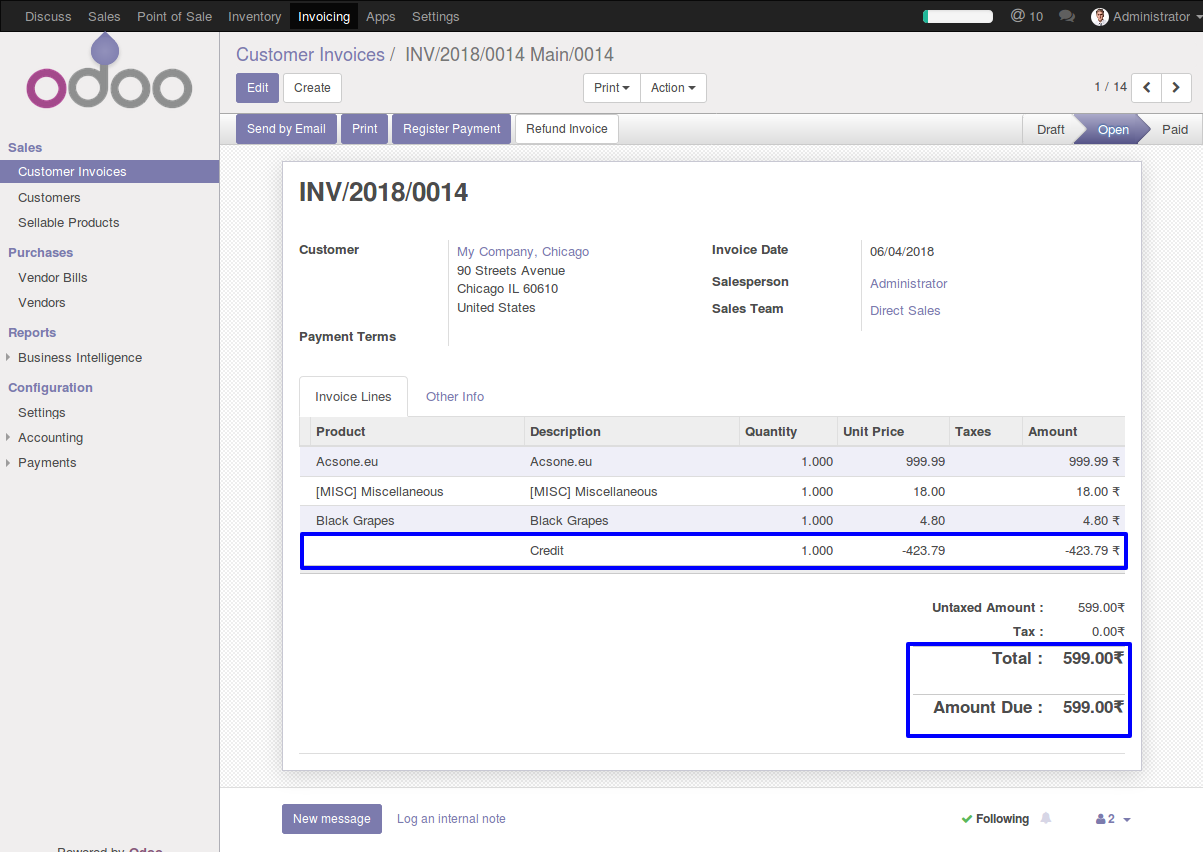 Discuss Sales Point of Sale Inventory Invoicing Apps Settings @ 10 Administrator
odoo
Customer Invoices / INV/2018/0014 Main/0014
Edit Create Print Action 1 / 14
Send by Email Print Register Payment Refund Invoice Draft Open Paid
Sales
Customer Invoices
Customers
Sellable Products
Purchases
Vendor Bills
Vendors
Reports
Business Intelligence
Configuration
Settings
Accounting
Payments
Powered by Odoo
INV/2018/0014
Customer
My Company, Chicago
90 Streets Avenue
Chicago IL 60610
United States
Payment Terms
Invoice Date 06/04/2018
Salesperson Administrator
Sales Team Direct Sales
Invoice Lines Other Info
Product Description Quantity Unit Price Taxes Amount
Acsone.eu Acsone.eu 1.000 999.99 999.99 ₹
[MISC] Miscellaneous [MISC] Miscellaneous 1.000 18.00 18.00 ₹
Black Grapes Black Grapes 1.000 4.80 4.80 ₹
Credit 1.000 -423.79 -423.79 ₹
Untaxed Amount : 599.00₹
Tax : 0.00₹
Total : 599.00₹
Amount Due : 599.00₹
New message Log an internal note Following 2